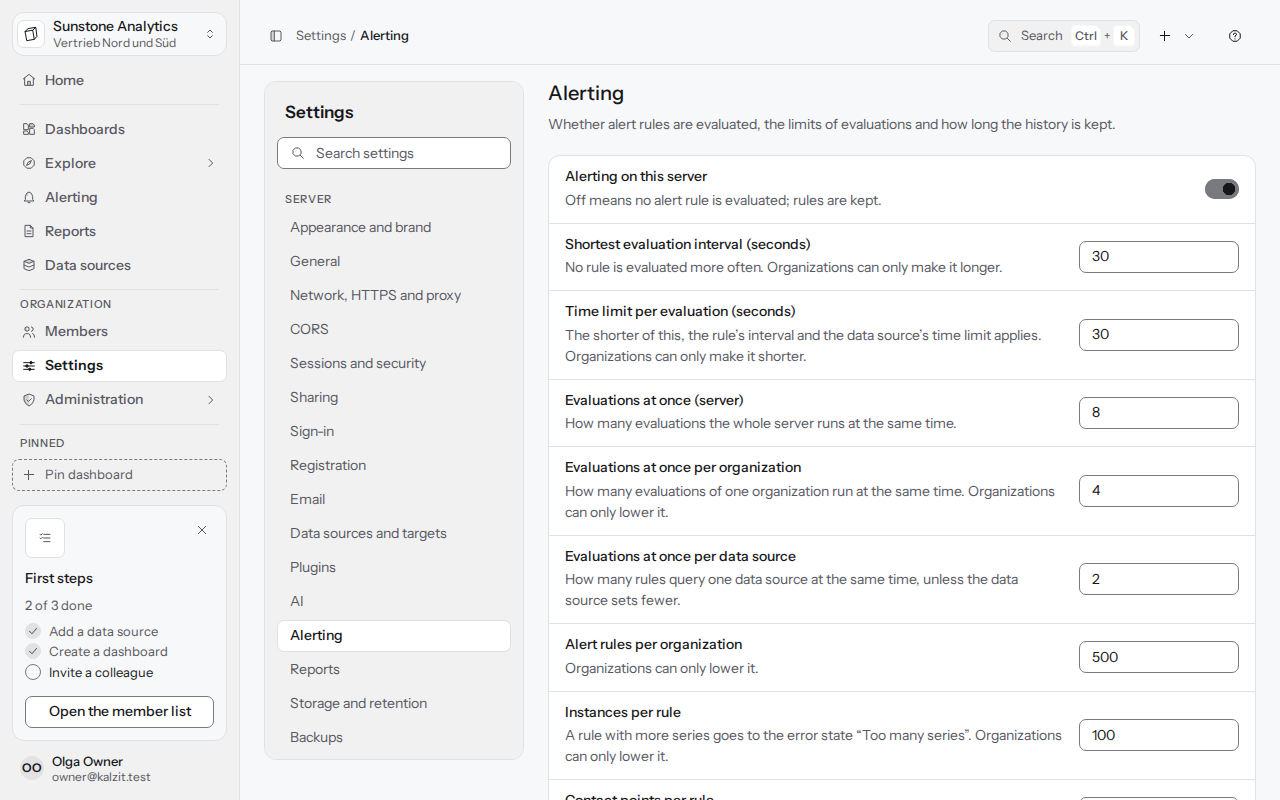 Sunstone Analytics
Vertrieb Nord und Süd
Home
Dashboards
Explore
Alerting
Reports
Data sources
ORGANIZATION
Members
Settings
Administration
PINNED
Pin dashboard
First steps
2 of 3 done
Add a data source
Create a dashboard
Invite a colleague
Open the member list
OO
Olga Owner
owner@kalzit.test
Settings / Alerting
Search Ctrl + K
Settings
Search settings
SERVER
Appearance and brand
General
Network, HTTPS and proxy
CORS
Sessions and security
Sharing
Sign-in
Registration
Email
Data sources and targets
Plugins
AI
Alerting
Reports
Storage and retention
Backups
Alerting
Whether alert rules are evaluated, the limits of evaluations and how long the history is kept.
Alerting on this server
Off means no alert rule is evaluated; rules are kept.
Shortest evaluation interval (seconds)
No rule is evaluated more often. Organizations can only make it longer.
30
Time limit per evaluation (seconds)
The shorter of this, the rule’s interval and the data source’s time limit applies.
Organizations can only make it shorter.
30
Evaluations at once (server)
How many evaluations the whole server runs at the same time.
8
Evaluations at once per organization
How many evaluations of one organization run at the same time. Organizations
can only lower it.
4
Evaluations at once per data source
How many rules query one data source at the same time, unless the data
source sets fewer.
2
Alert rules per organization
Organizations can only lower it.
500
Instances per rule
A rule with more series goes to the error state “Too many series”. Organizations
can only lower it.
100
Contact points per rule